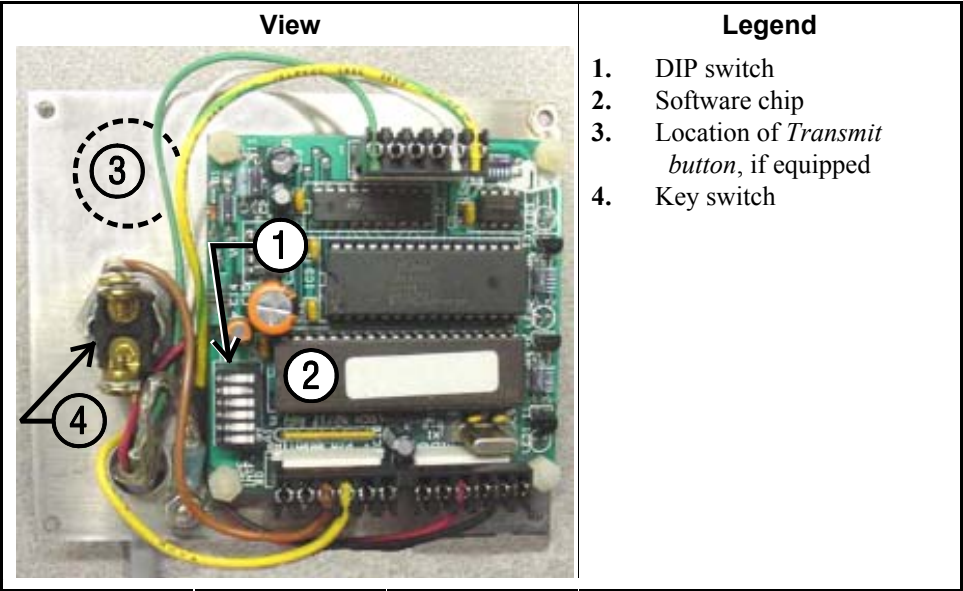 View
Legend
1. DIP switch
2. Software chip
3. Location of Transmit
button, if equipped
4. Key switch
3
1
2
4